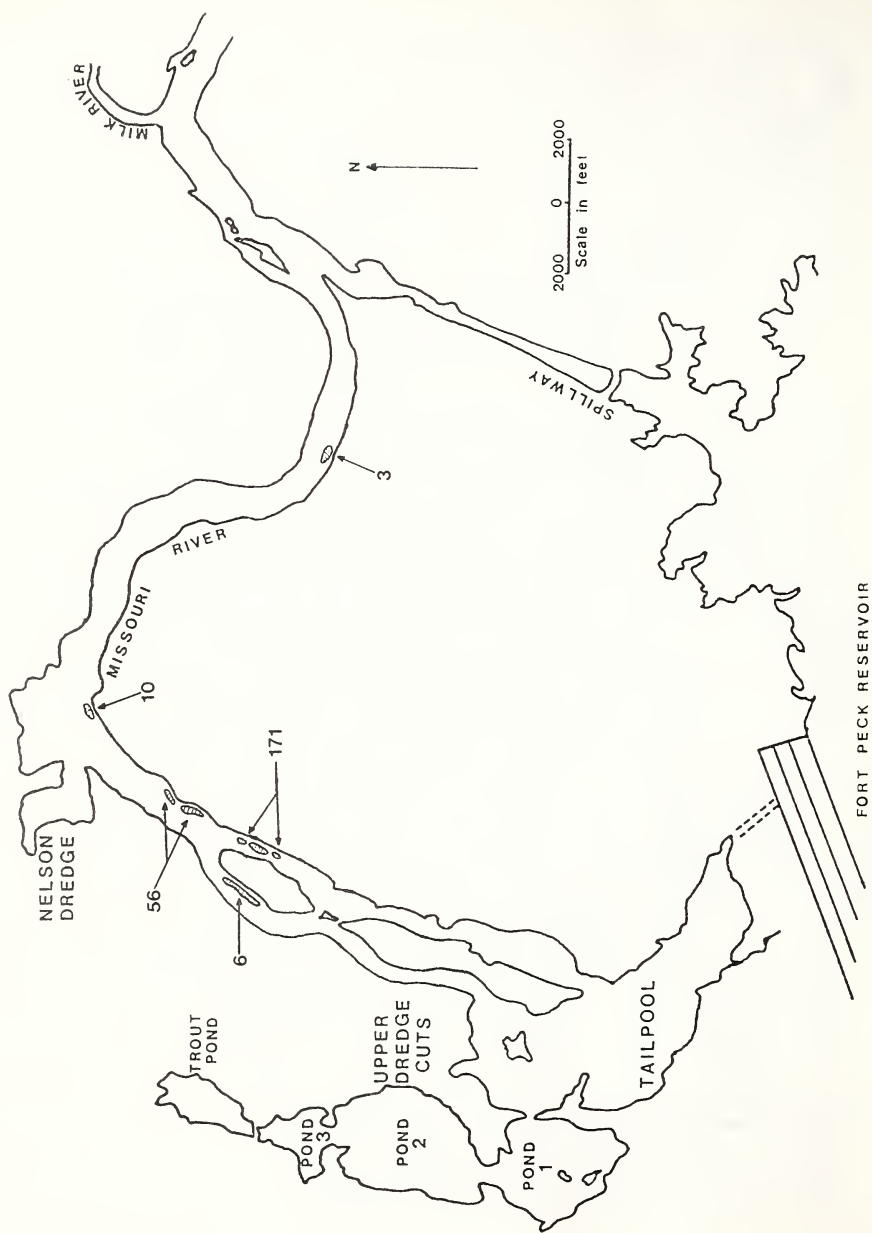 MILK RIVER
N
2000 0 2000
Scale in feet
SPILLWAY
3
MISSOURI
RIVER
10
NELSON
DREDGE
171
56
6
TROUT
POND
UPPER
DREDGE
CUTS
POND
3
POND
2
POND
1
TAILPOOL
FORT PECK RESERVOIR